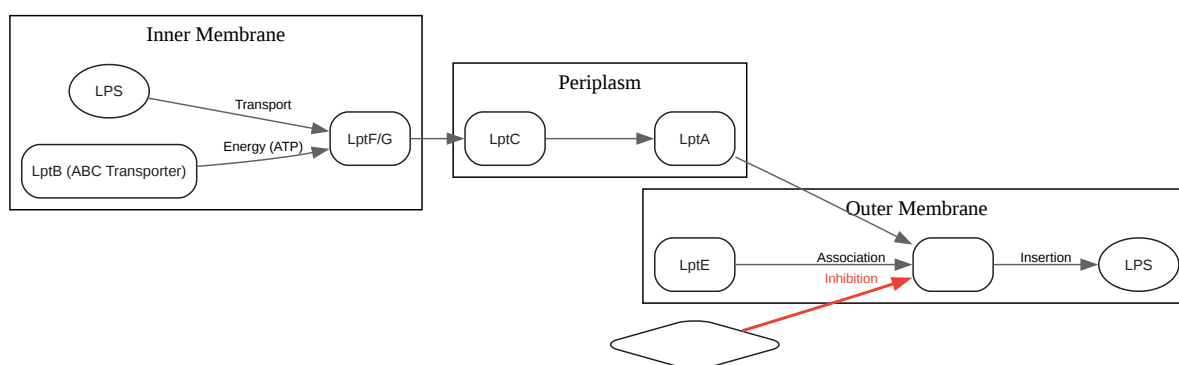 Inner Membrane
LPS
Transport
Energy (ATP)
LptB (ABC Transporter)
LptF/G
Periplasm
LptC
LptA
Outer Membrane
LptE
Association
Inhibition
Insertion
LPS